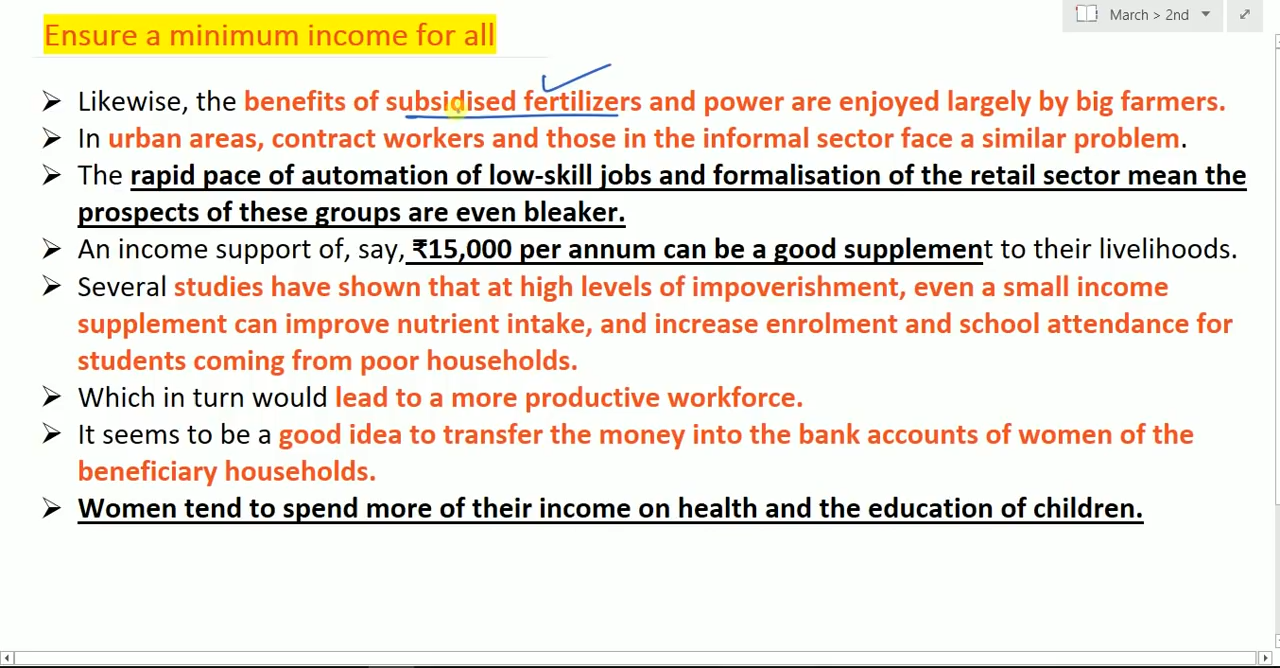 March > 2nd
Ensure a minimum income for all
➤ Likewise, the benefits of subsidised fertilizers and power are enjoyed largely by big farmers.
➤ In urban areas, contract workers and those in the informal sector face a similar problem.
➤ The rapid pace of automation of low-skill jobs and formalisation of the retail sector mean the
prospects of these groups are even bleaker.
➤ An income support of, say, ₹15,000 per annum can be a good supplement to their livelihoods.
➤ Several studies have shown that at high levels of impoverishment, even a small income
supplement can improve nutrient intake, and increase enrolment and school attendance for
students coming from poor households.
➤ Which in turn would lead to a more productive workforce.
➤ It seems to be a good idea to transfer the money into the bank accounts of women of the
beneficiary households.
➤ Women tend to spend more of their income on health and the education of children.